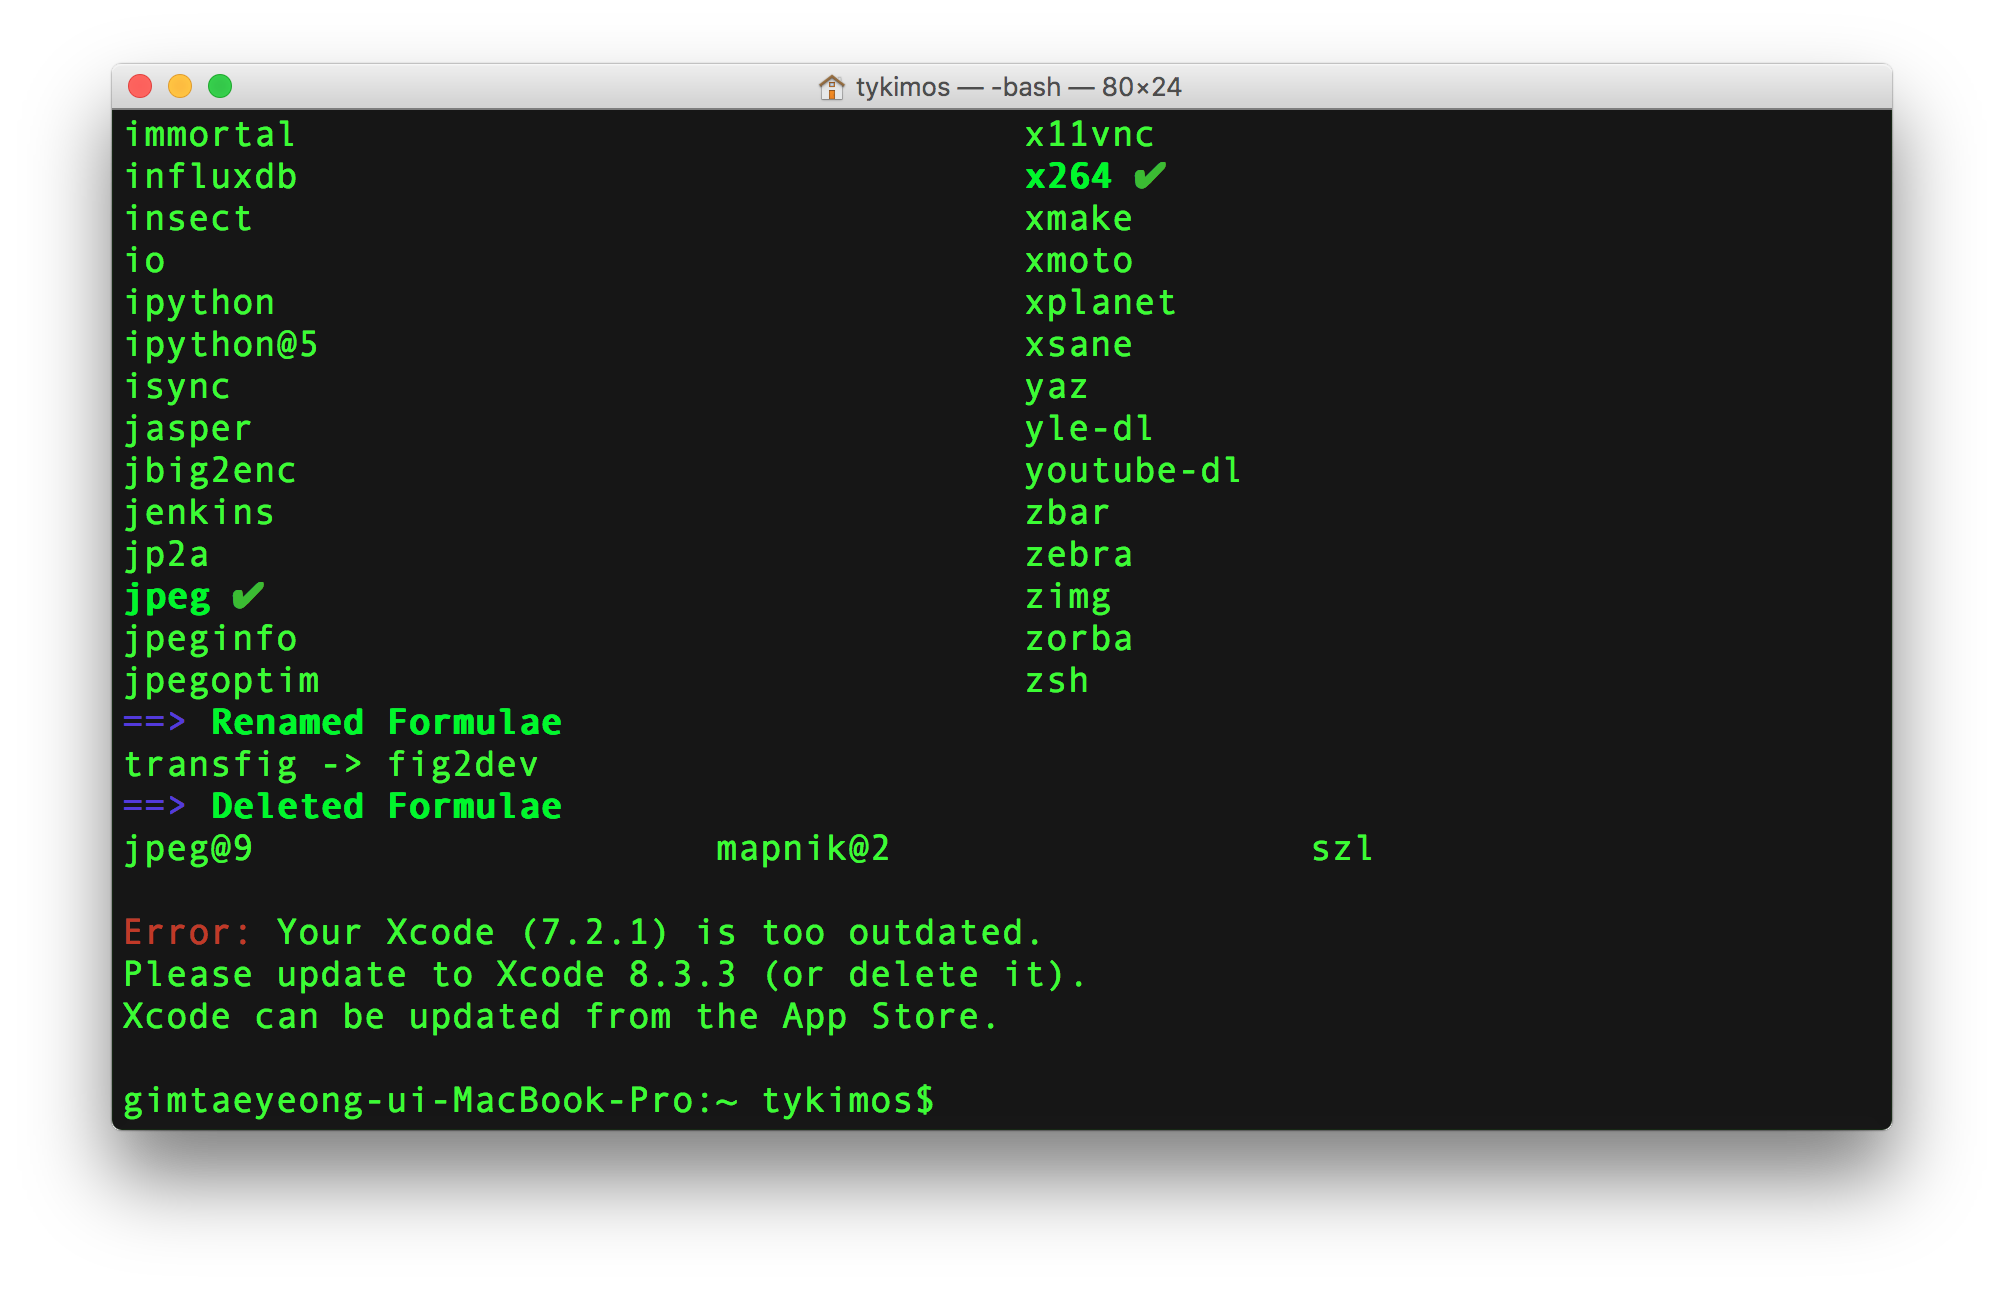 tykimos — -bash — 80×24
immortal x11vnc
influxdb x264 ✔
insect xmake
io xmoto
ipython xplanet
ipython@5 xsane
isync yaz
jasper yle-dl
jbig2enc youtube-dl
jenkins zbar
jp2a zebra
jpeg ✔ zimg
jpeginfo zorba
jpegoptim zsh
==> Renamed Formulae
transfig -> fig2dev
==> Deleted Formulae
jpeg@9 mapnik@2 szl
Error: Your Xcode (7.2.1) is too outdated.
Please update to Xcode 8.3.3 (or delete it).
Xcode can be updated from the App Store.
gimtaeyeong-ui-MacBook-Pro:~ tykimos$